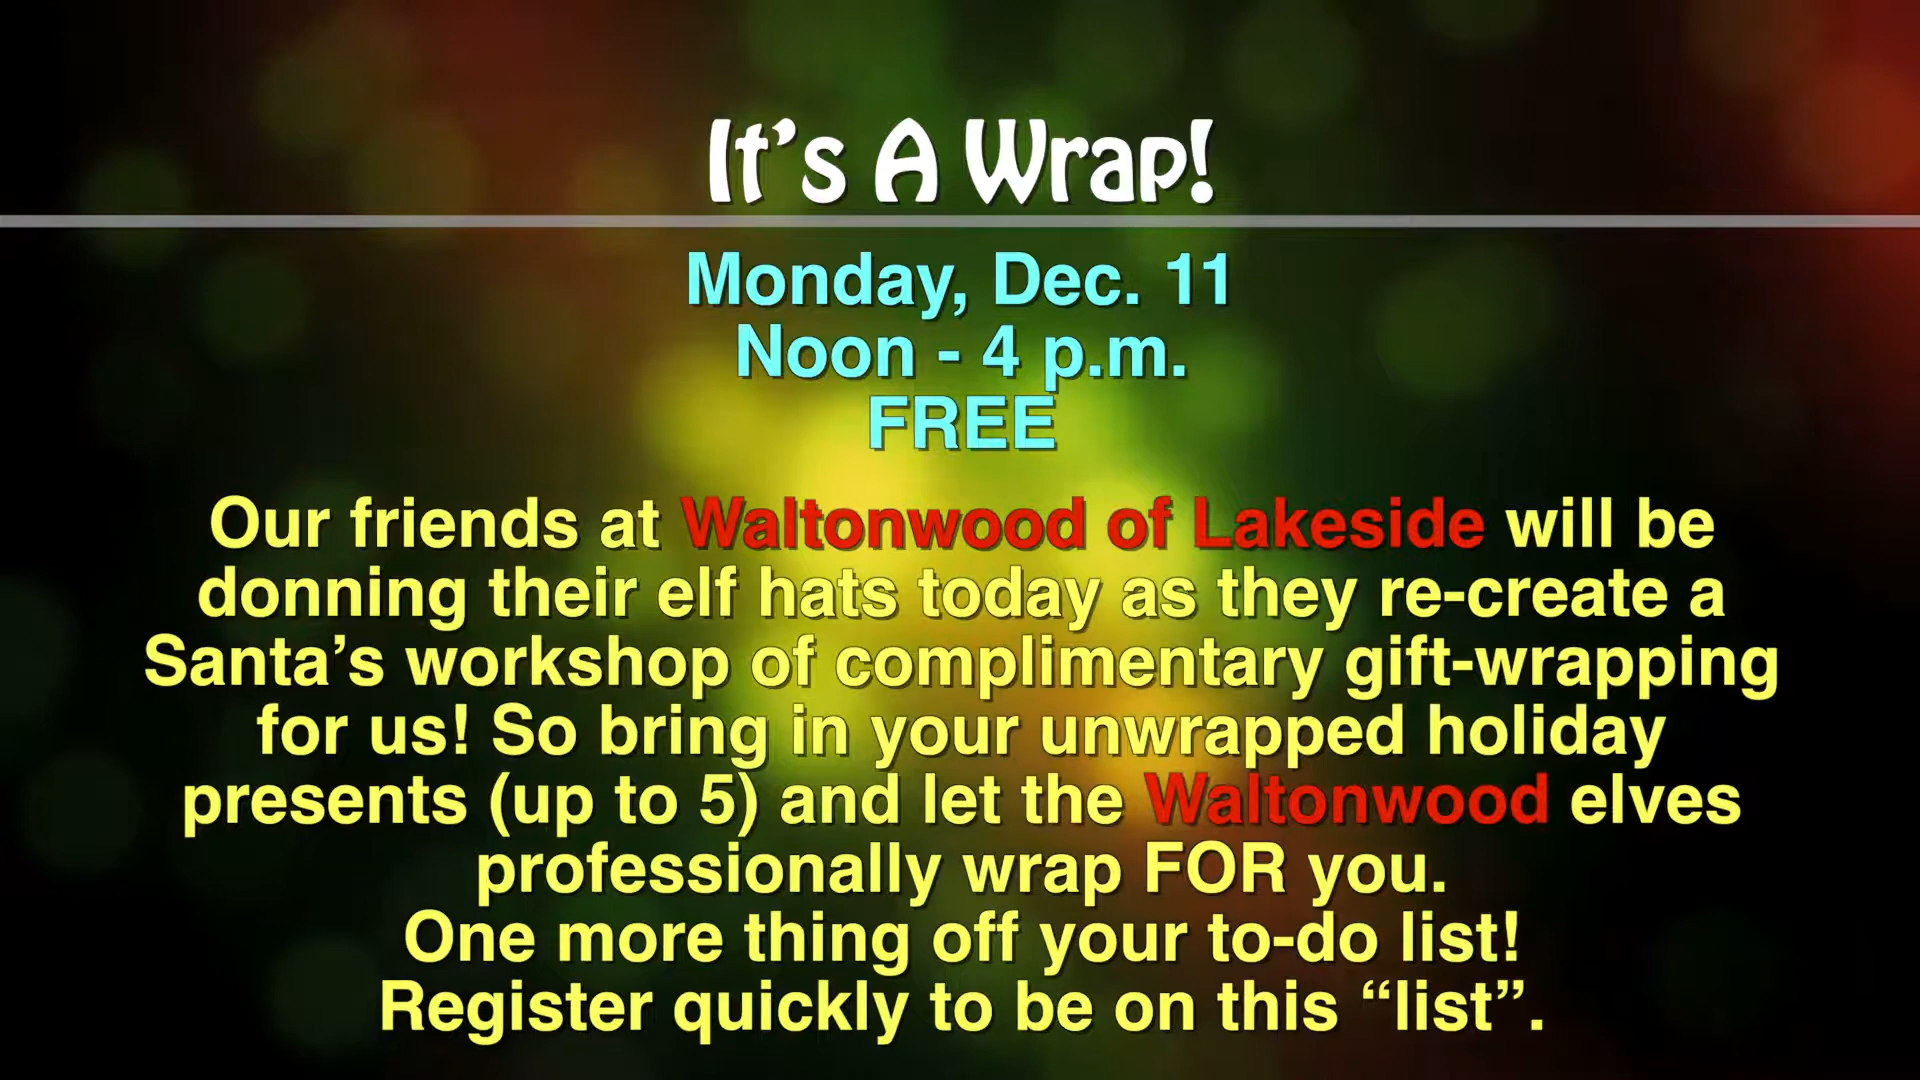 It’s A Wrap!
Monday, Dec. 11
Noon - 4 p.m.
FREE
Our friends at Waltonwood of Lakeside will be
donning their elf hats today as they re-create a
Santa’s workshop of complimentary gift-wrapping
for us! So bring in your unwrapped holiday
presents (up to 5) and let the Waltonwood elves
professionally wrap FOR you.
One more thing off your to-do list!
Register quickly to be on this “list”.